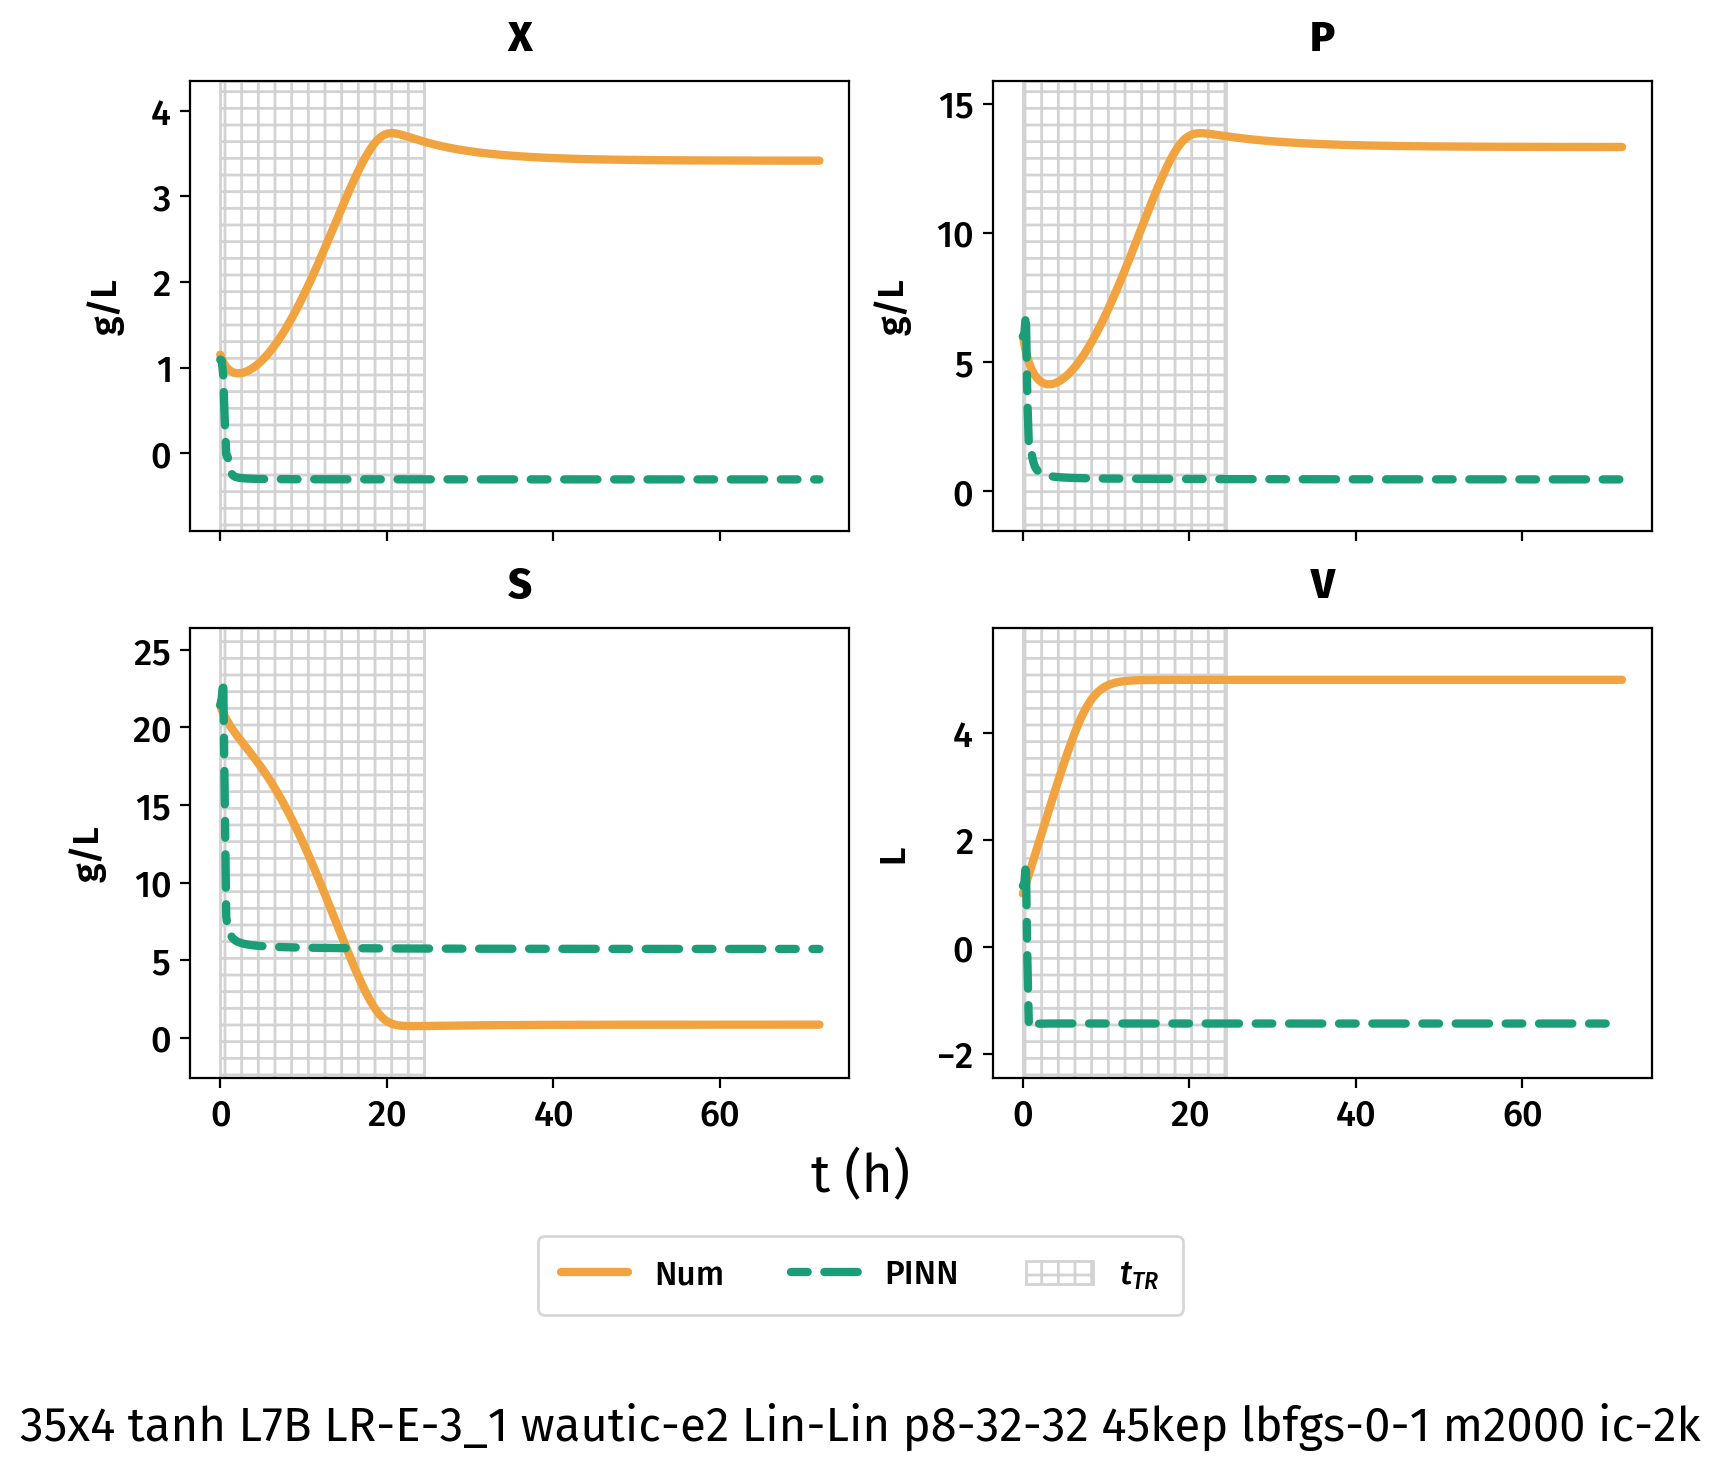 X
P
4
3
2
1
0
g/L
15
10
5
0
g/L
S
V
25
20
15
10
5
0
g/L
0 20 40 60
4
2
0
−2
L
0 20 40 60
t (h)
Num PINN tTR
35x4 tanh L7B LR-E-3_1 wautic-e2 Lin-Lin p8-32-32 45kep lbfgs-0-1 m2000 ic-2k